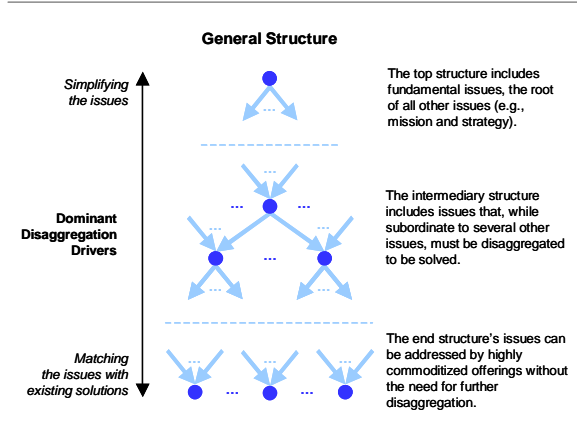 General Structure
Simplifying
the issues
The top structure includes
fundamental issues, the root
of all other issues (e.g.,
mission and strategy).
...
...
... ...
Dominant
Disaggregation
Drivers
The intermediary structure
includes issues that, while
subordinate to several other
issues, must be disaggregated
to be solved.
... ...
...
... ...
Matching
the issues with
existing solutions
The end structure's issues can
be addressed by highly
commoditized offerings without
the need for further
disaggregation.
... ... ...
... ...